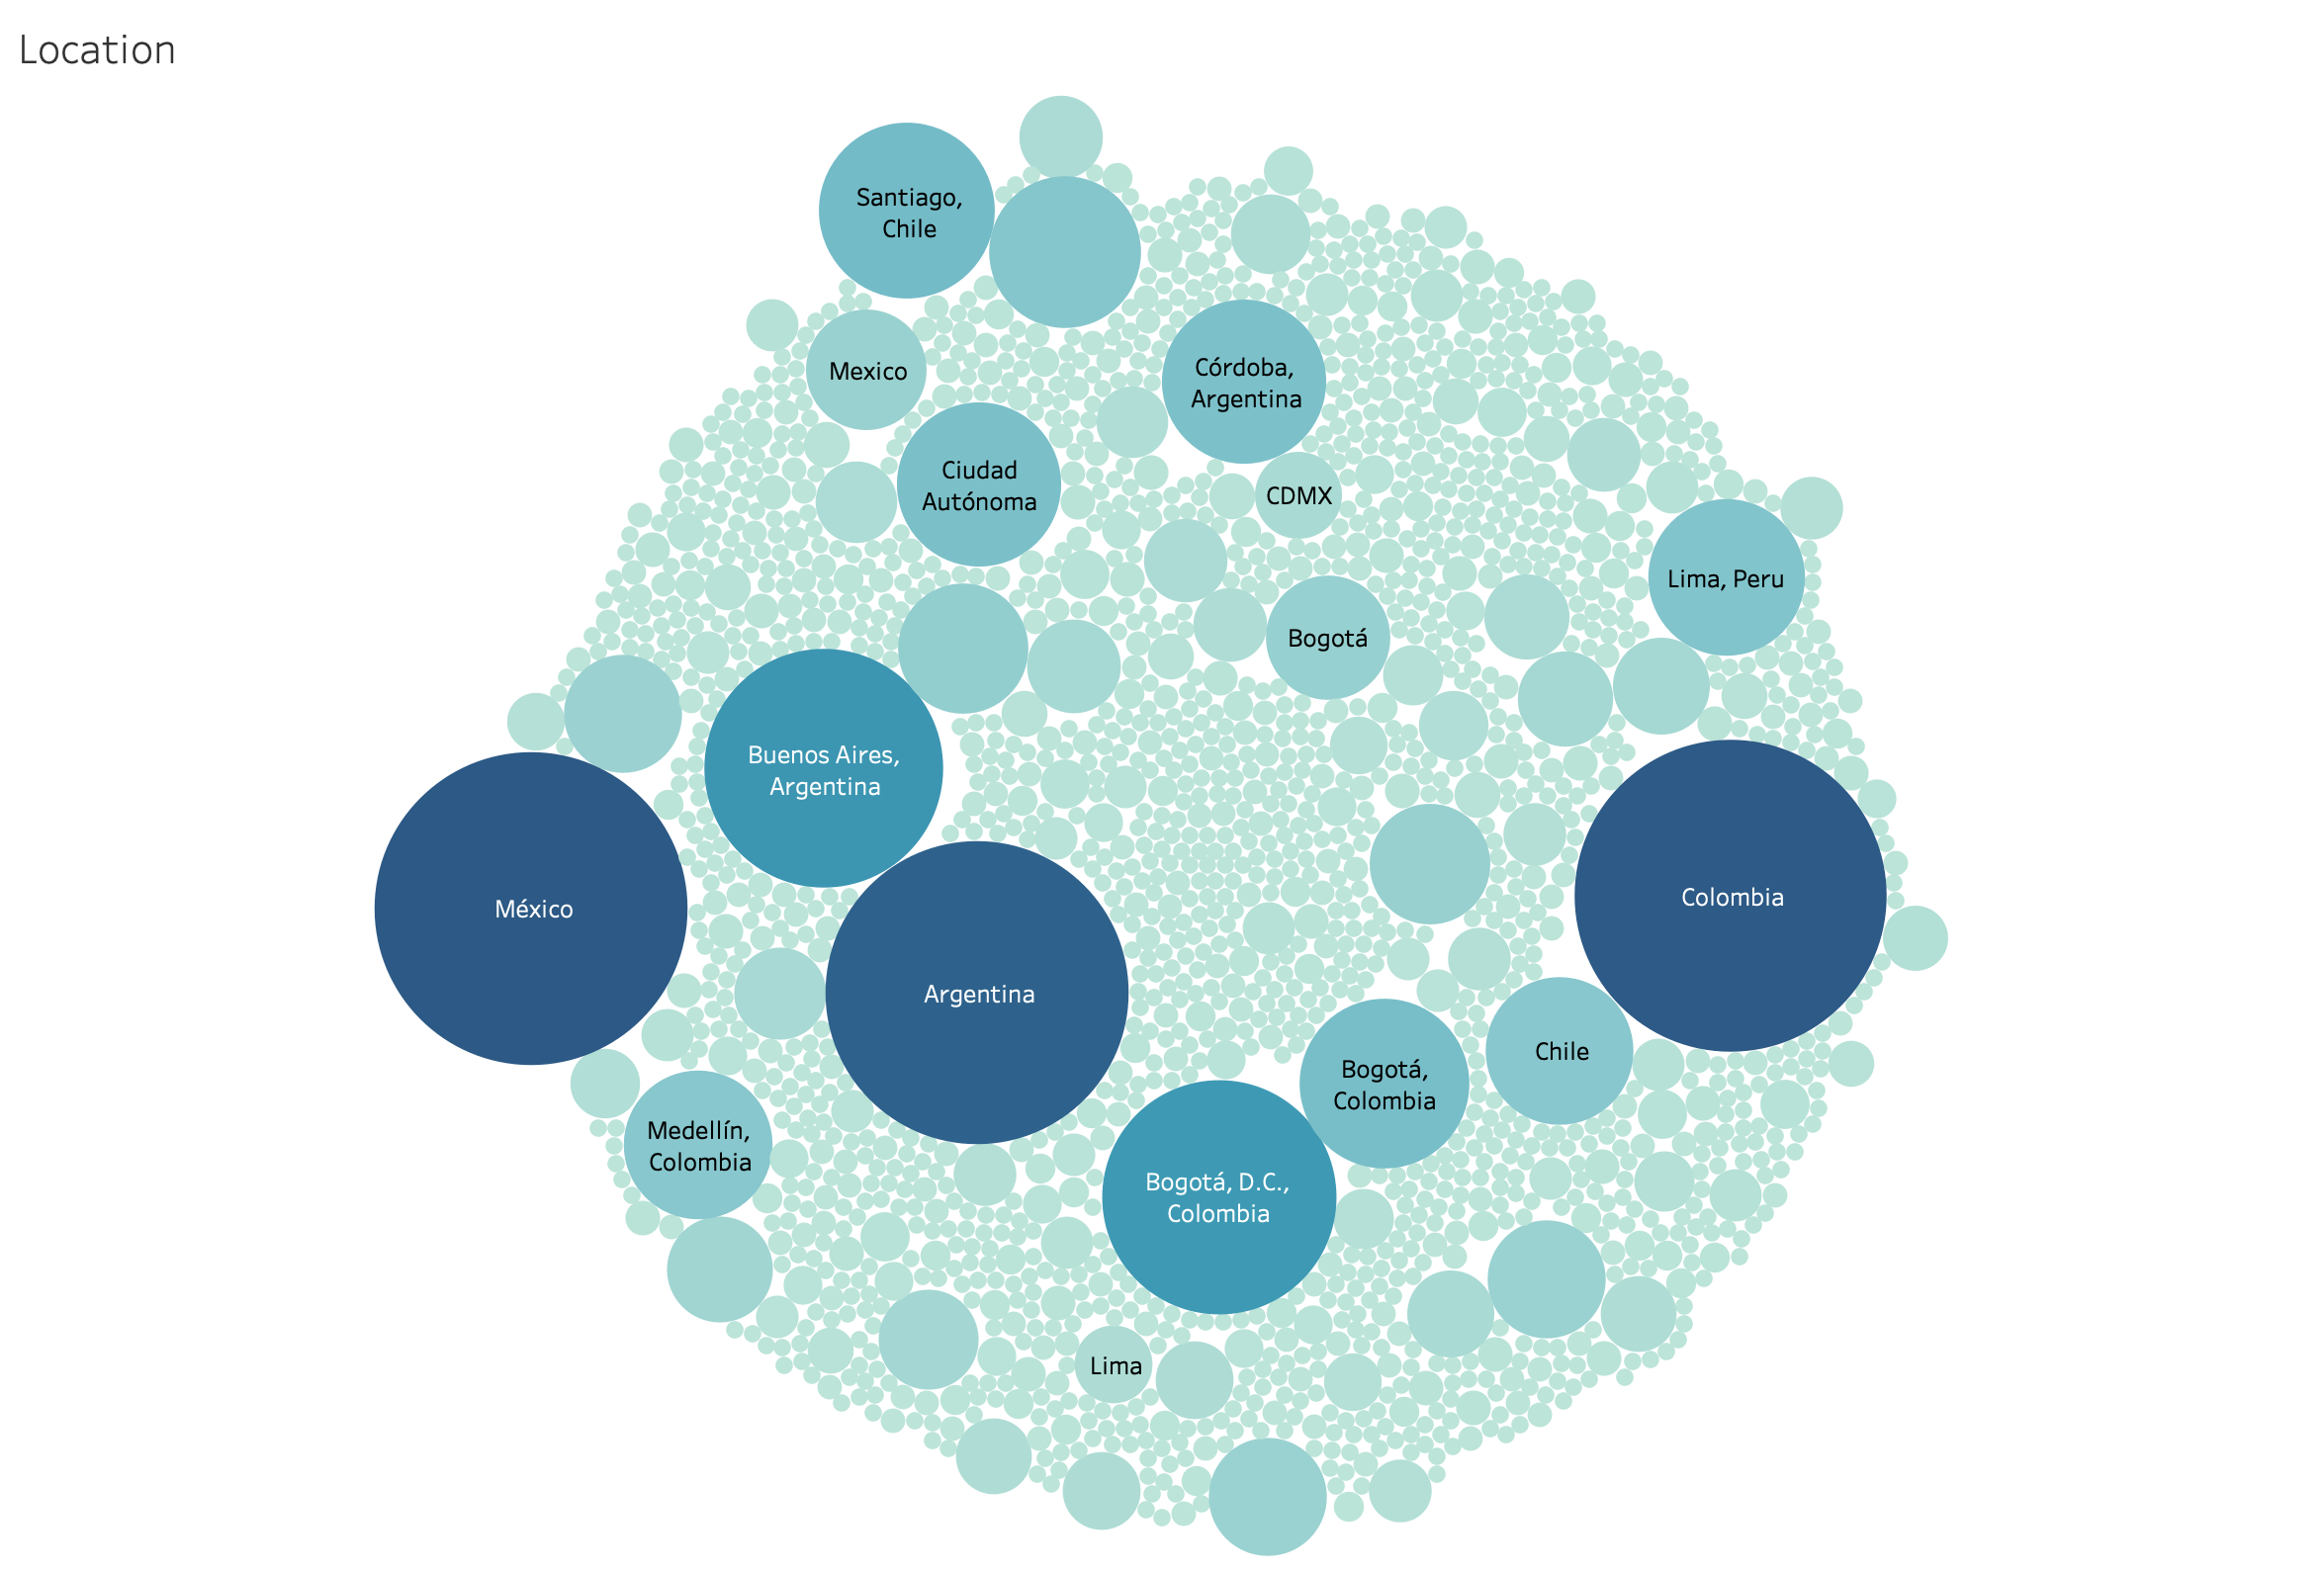 Location
Santiago,
Chile
Mexico
Córdoba,
Argentina
Ciudad
Autónoma
CDMX
Lima, Peru
Bogotá
Buenos Aires,
Argentina
México
Colombia
Argentina
Chile
Bogotá,
Colombia
Medellín,
Colombia
Bogotá, D.C.,
Colombia
Lima